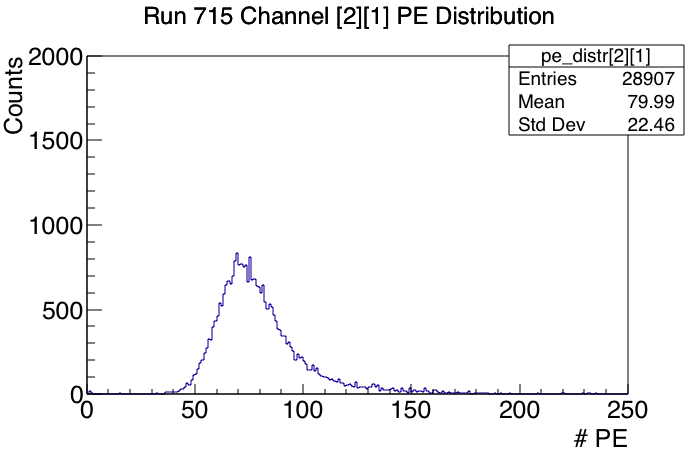 Run 715 Channel [2][1] PE Distribution
pe_distr[2][1]
Entries 28907
Mean 79.99
Std Dev 22.46
Counts
2000
1500
1000
500
0
0 50 100 150 200 250
# PE